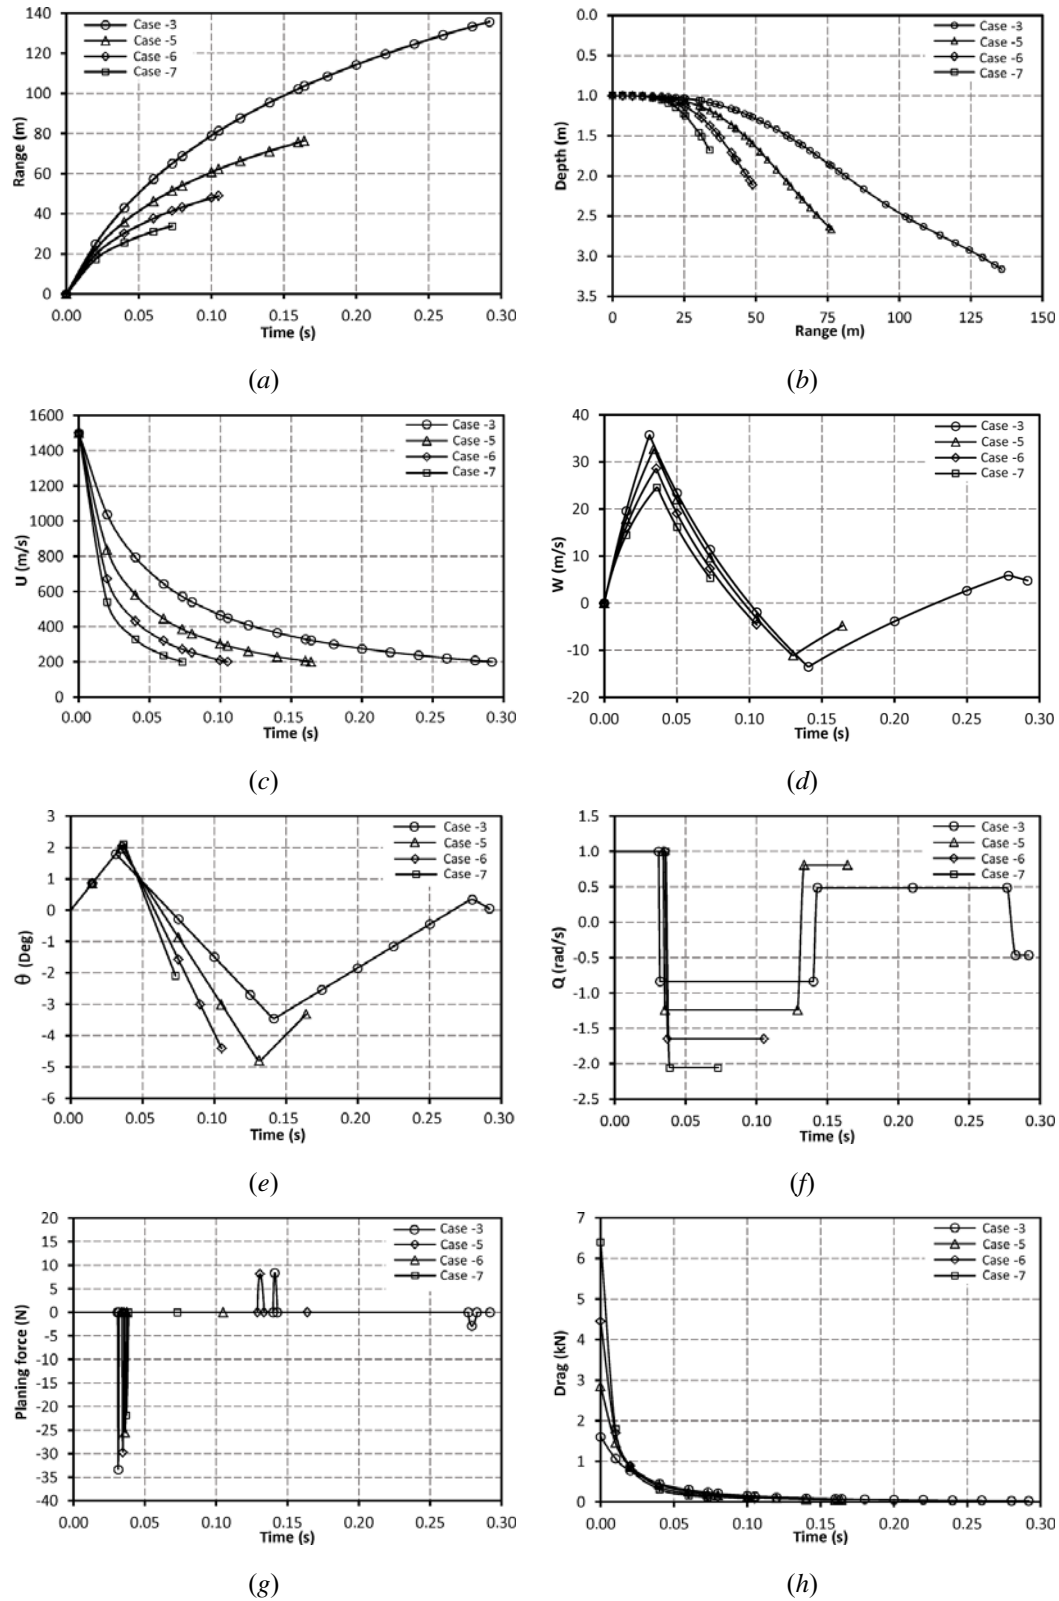 140
120
100
80
60
40
20
0
Range (m)
Case -3
Case -5
Case -6
Case -7
0.00 0.05 0.10 0.15 0.20 0.25 0.30
Time (s)
(a)
0.0
0.5
1.0
1.5
2.0
2.5
3.0
3.5
Depth (m)
Case -3
Case -5
Case -6
Case -7
0 25 50 75 100 125 150
Range (m)
(b)
1600
1400
1200
1000
800
600
400
200
0
U (m/s)
Case -3
Case -5
Case -6
Case -7
0.00 0.05 0.10 0.15 0.20 0.25 0.30
Time (s)
(c)
40
30
20
10
0
-10
-20
W (m/s)
Case -3
Case -5
Case -6
Case -7
0.00 0.05 0.10 0.15 0.20 0.25 0.30
Time (s)
(d)
3
2
1
0
-1
-2
-3
-4
-5
-6
θ (Deg)
Case -3
Case -5
Case -6
Case -7
0.00 0.05 0.10 0.15 0.20 0.25 0.30
Time (s)
(e)
1.5
1.0
0.5
0.0
-0.5
-1.0
-1.5
-2.0
-2.5
Q (rad/s)
Case -3
Case -5
Case -6
Case -7
0.00 0.05 0.10 0.15 0.20 0.25 0.30
Time (s)
(f)
20
15
10
5
0
-5
-10
-15
-20
-25
-30
-35
-40
Planing force (N)
Case -3
Case -5
Case -6
Case -7
0.00 0.05 0.10 0.15 0.20 0.25 0.30
Time (s)
(g)
7
6
5
4
3
2
1
0
Drag (kN)
Case -3
Case -5
Case -6
Case -7
0.00 0.05 0.10 0.15 0.20 0.25 0.30
Time (s)
(h)